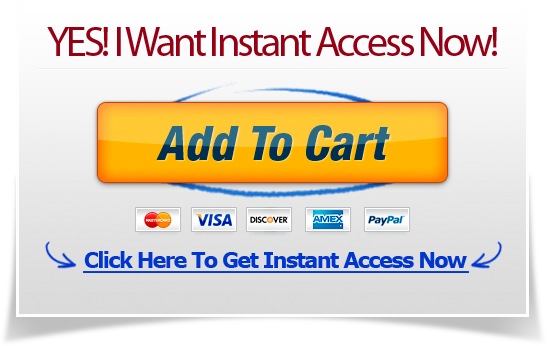 YES! I Want Instant Access Now!
Add To Cart
MASTERCARD VISA DISCOVER AMEX PayPal
Click Here To Get Instant Access Now